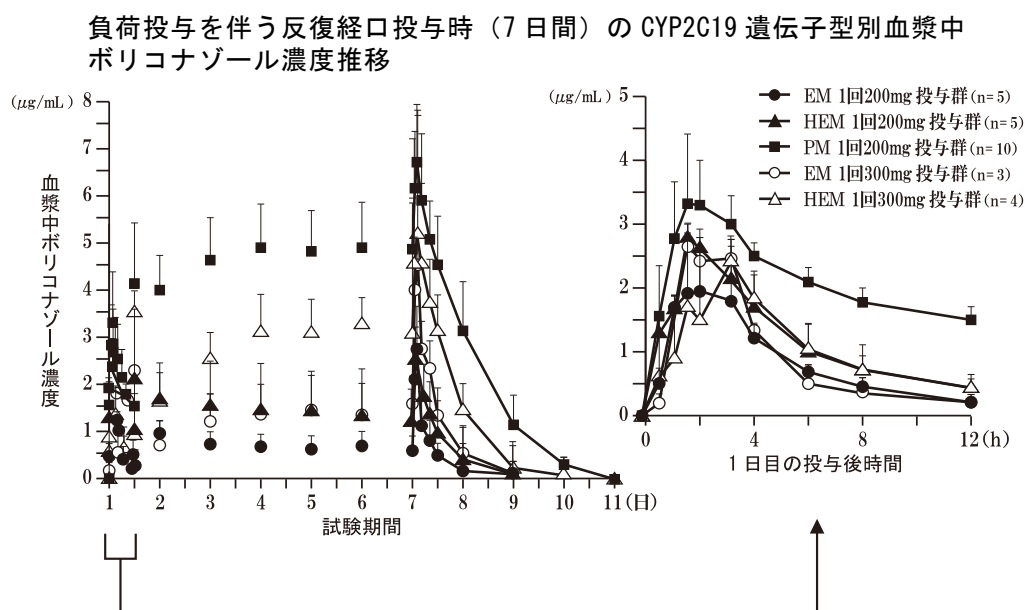 負荷投与を伴う反復経口投与時（7日間）のCYP2C19遺伝子型別血漿中
ボリコナゾール濃度推移
(μg/mL)
8
7
6
5
4
3
2
1
0
血漿中ボリコナゾール濃度
1 2 3 4 5 6 7 8 9 10 11(日)
試験期間
(μg/mL)
5
4
3
2
1
0
EM 1回200mg 投与群(n=5)
HEM 1回200mg 投与群(n=5)
PM 1回200mg 投与群(n=10)
EM 1回300mg 投与群(n=3)
HEM 1回300mg 投与群(n=4)
0 2 4 6 8 12(h)
1日目の投与後時間